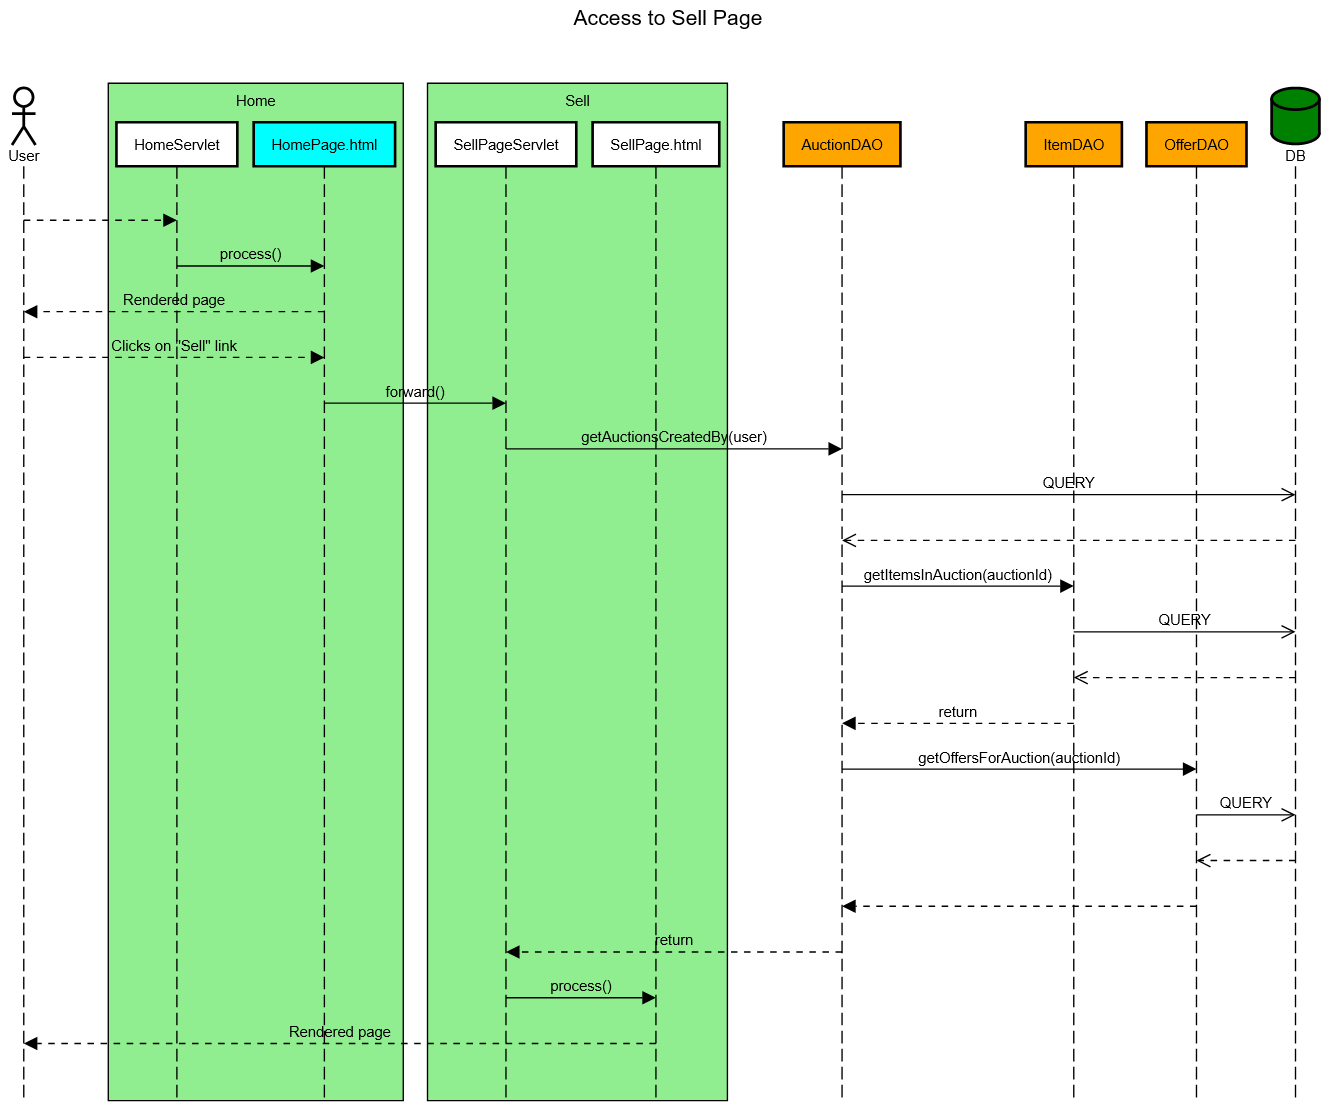 Access to Sell Page
Home
Sell
User
HomeServlet
HomePage.html
SellPageServlet
SellPage.html
AuctionDAO
ItemDAO
OfferDAO
DB
process()
Rendered page
Clicks on "Sell" link
forward()
getAuctionsCreatedBy(user)
QUERY
getItemsInAuction(auctionId)
QUERY
return
getOffersForAuction(auctionId)
QUERY
return
process()
Rendered page